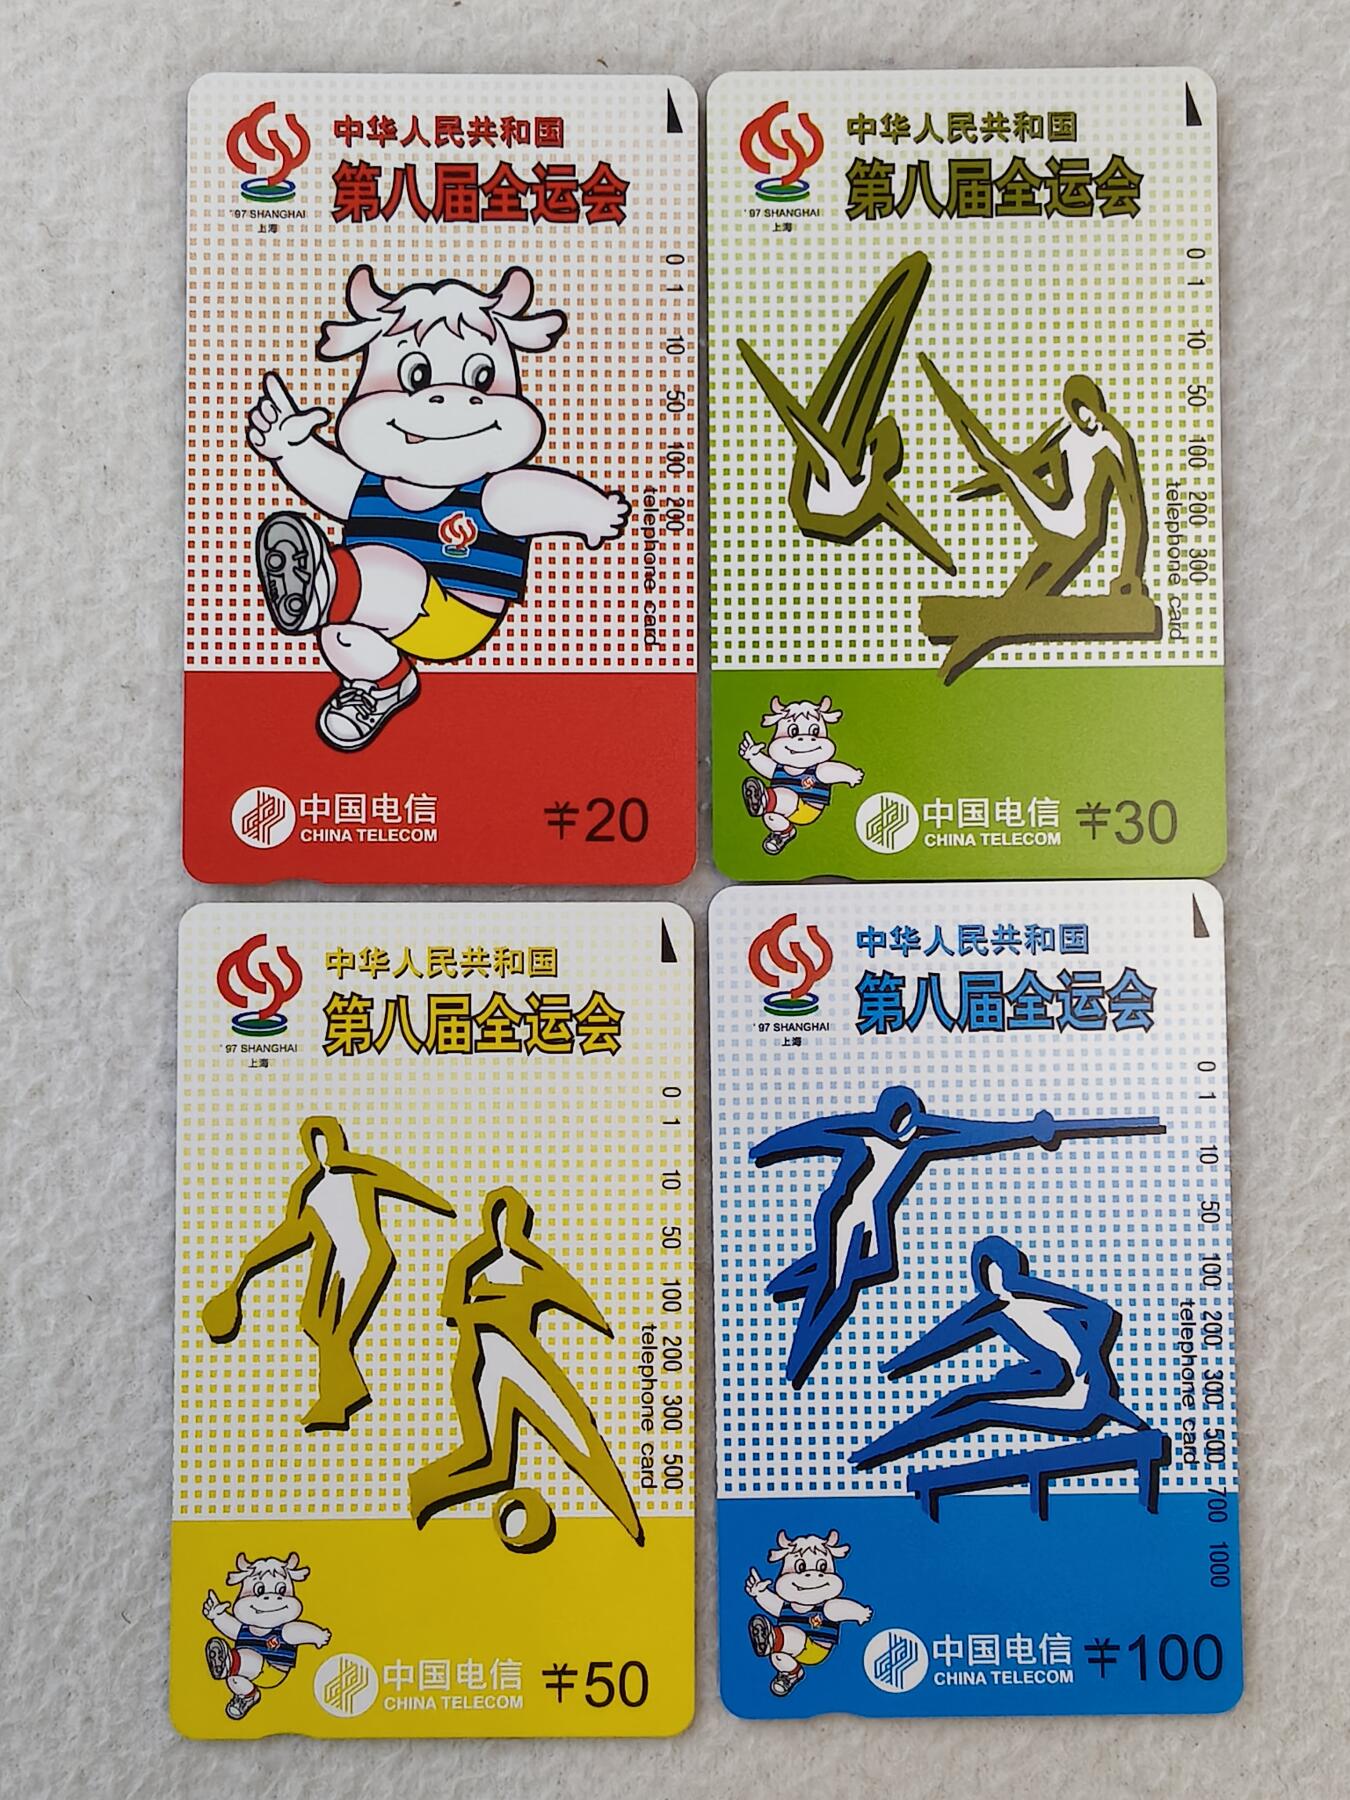 中华人民共和国
第八届全运会
'97 SHANGHAI
上海
0 1 10 50 100 200
telephone card
中国电信
CHINA TELECOM
¥20
中华人民共和国
第八届全运会
'97 SHANGHAI
上海
0 1 10 50 100 200 300
telephone card
中国电信
CHINA TELECOM
¥30
中华人民共和国
第八届全运会
'97 SHANGHAI
上海
0 1 10 50 100 200 300 500
telephone card
中国电信
CHINA TELECOM
¥50
中华人民共和国
第八届全运会
'97 SHANGHAI
上海
0 1 10 50 100 200 300 500 700 1000
telephone card
中国电信
CHINA TELECOM
¥100